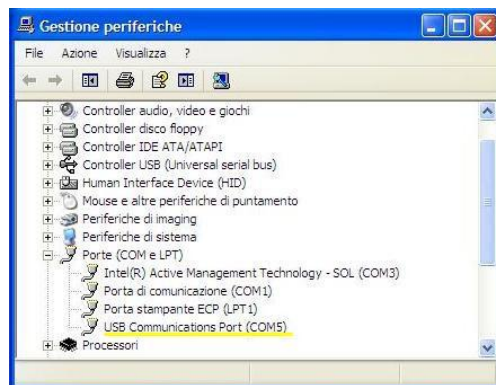 Gestione periferiche
File Azione Visualizza ?
Controller audio, video e giochi
Controller disco floppy
Controller IDE ATA/ATAPI
Controller USB (Universal serial bus)
Human Interface Device (HID)
Mouse e altre periferiche di puntamento
Periferiche di imaging
Periferiche di sistema
Porte (COM e LPT)
Intel(R) Active Management Technology - SOL (COM3)
Porta di comunicazione (COM1)
Porta stampante ECP (LPT1)
USB Communications Port (COM5)
Processori